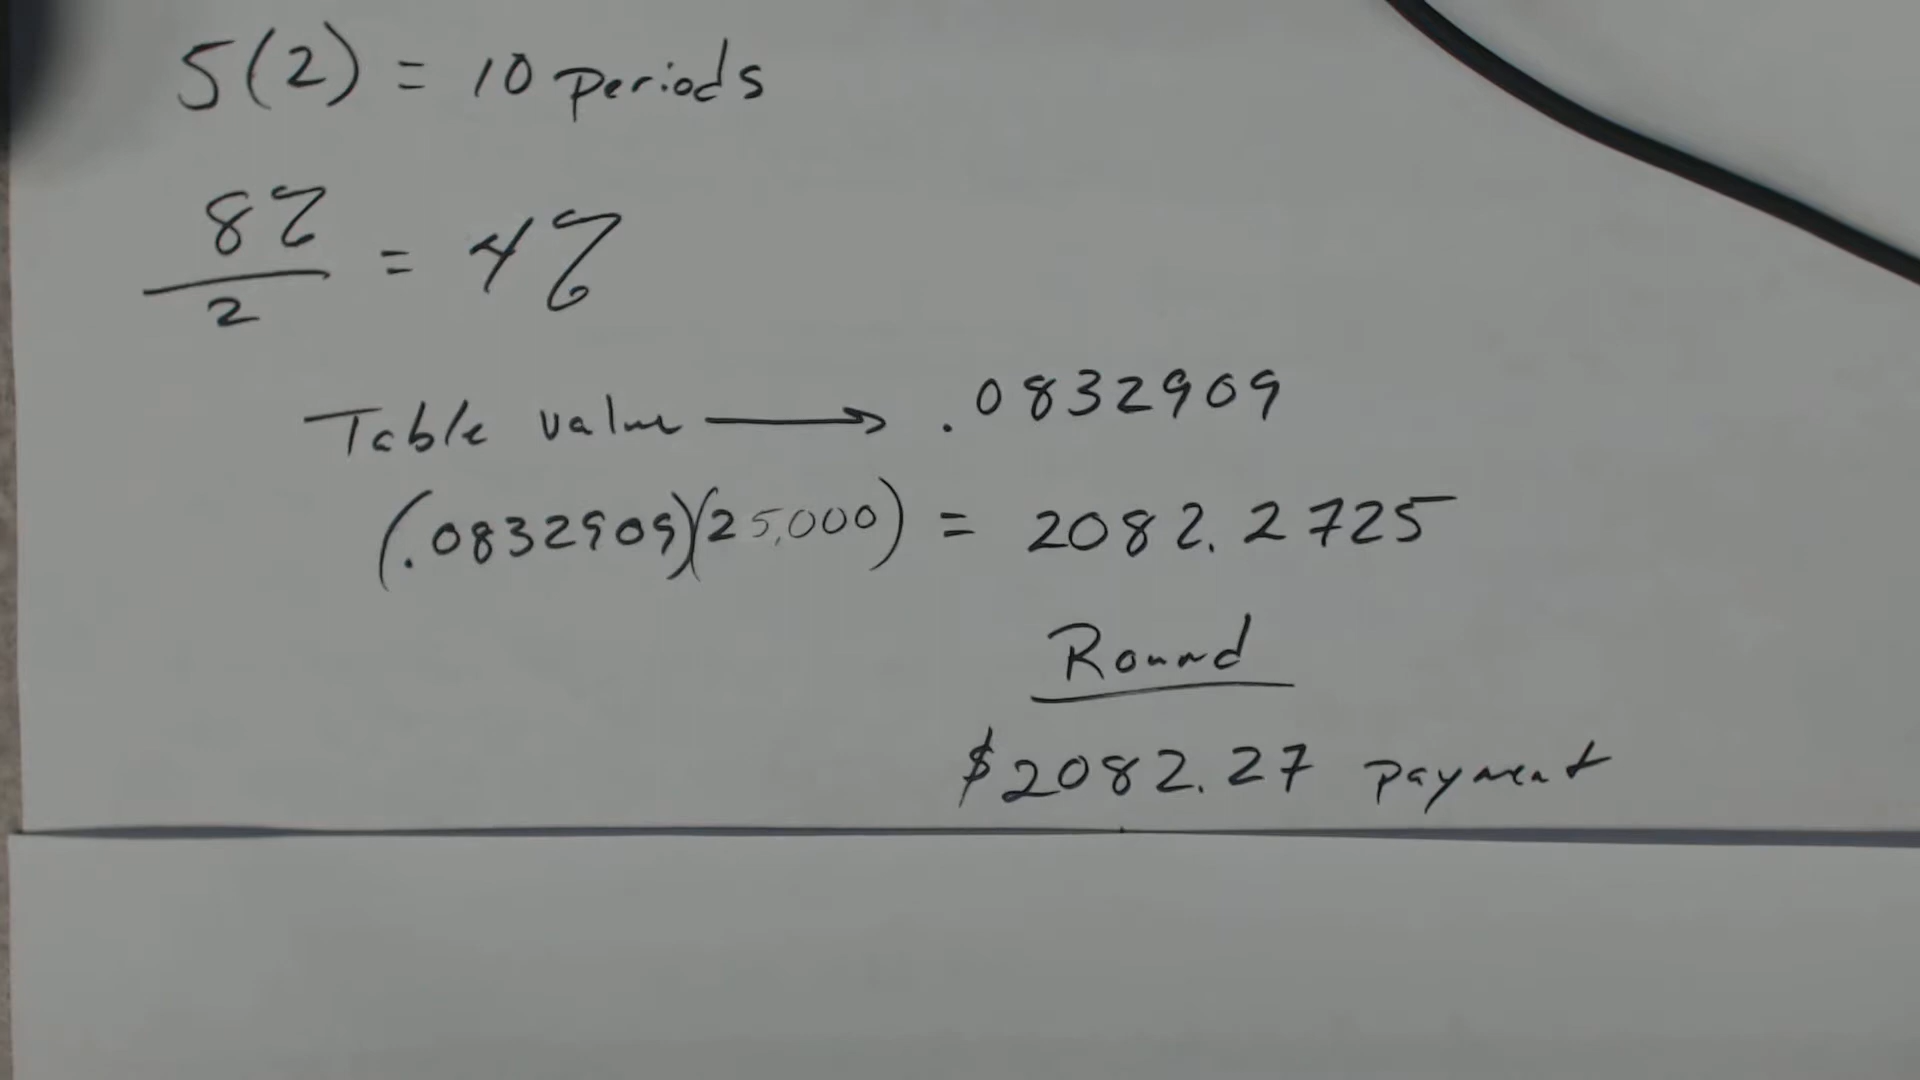 5(2) = 10 periods
8%
2
= 4%
Table value → .0832909
(.0832909)(25,000) = 2082.2725
Round
$2082.27 payment